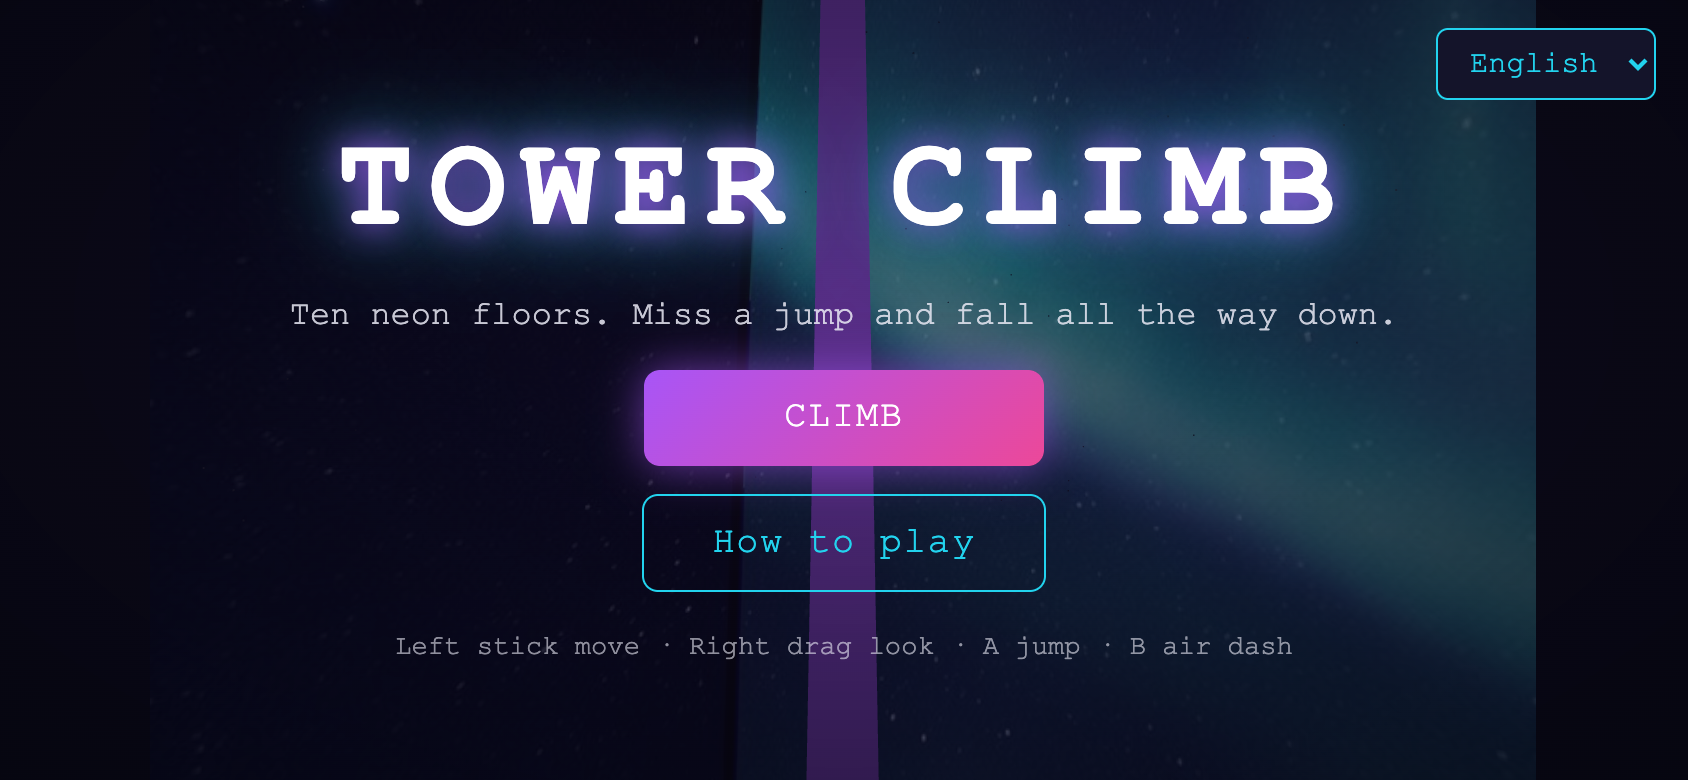 English
TOWER CLIMB
Ten neon floors. Miss a jump and fall all the way down.
CLIMB
How to play
Left stick move · Right drag look · A jump · B air dash